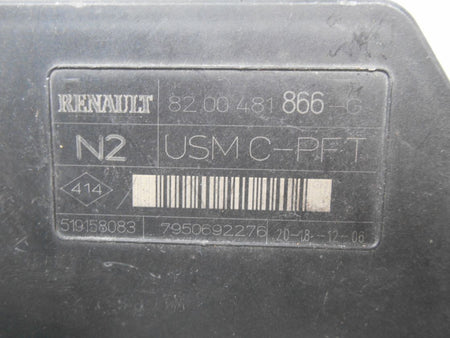 RENAULT 82 00 481 866-G
N2 USM C-PFT
414
519158083 7950692276 20-18-12-06